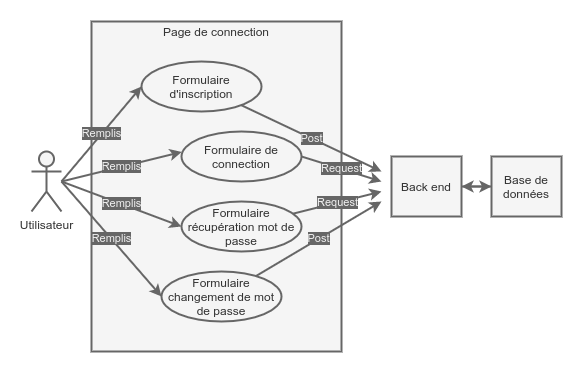 Page de connection
Formulaire
d'inscription
Remplis
Post
Formulaire de
connection
Remplis
Request
Back end
Base de
données
Remplis
Request
Formulaire
récupération mot de
passe
Utilisateur
Remplis
Post
Formulaire
changement de mot
de passe